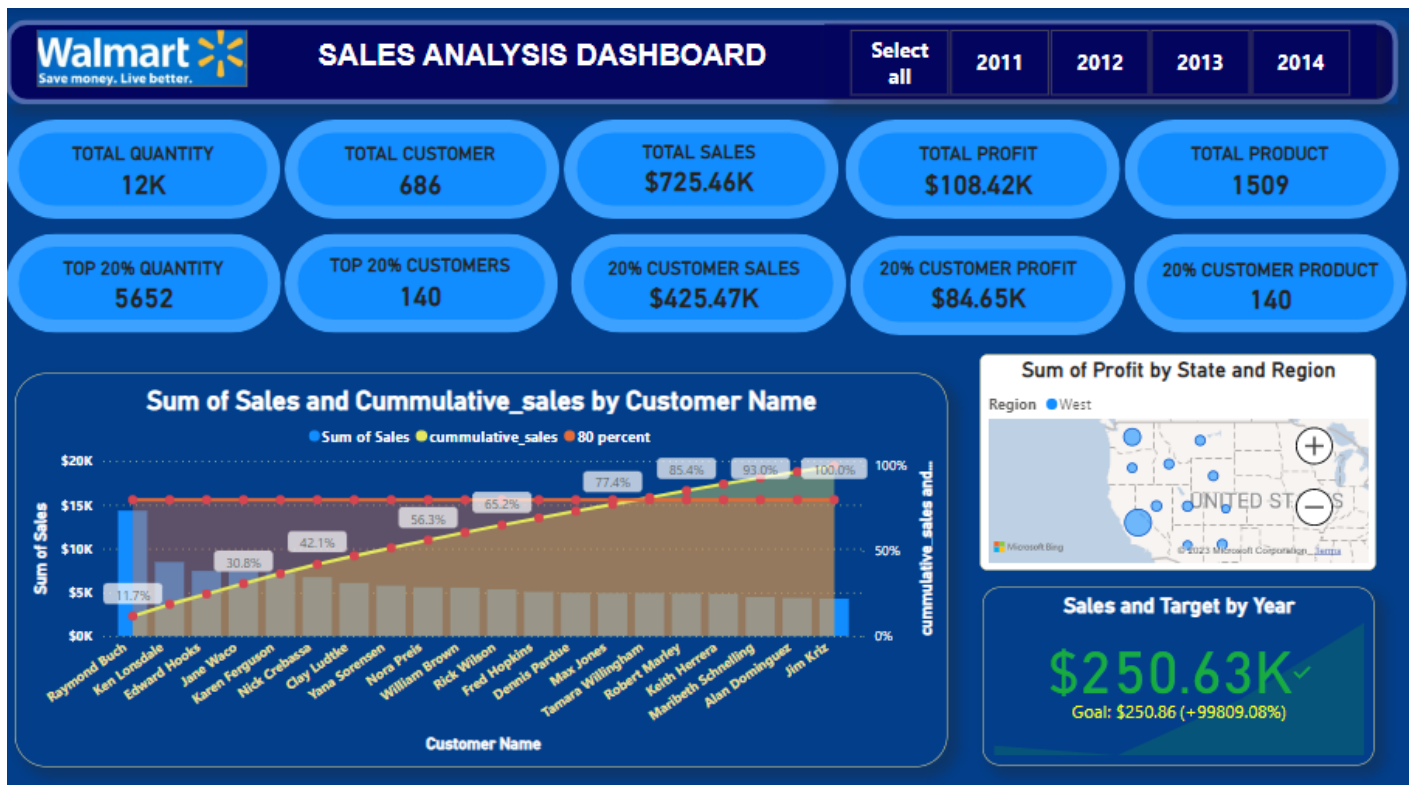 Walmart
Save money. Live better.
SALES ANALYSIS DASHBOARD
Select all
2011
2012
2013
2014
TOTAL QUANTITY
12K
TOTAL CUSTOMER
686
TOTAL SALES
$725.46K
TOTAL PROFIT
$108.42K
TOTAL PRODUCT
1509
TOP 20% QUANTITY
5652
TOP 20% CUSTOMERS
140
20% CUSTOMER SALES
$425.47K
20% CUSTOMER PROFIT
$84.65K
20% CUSTOMER PRODUCT
140
Sum of Sales and Cummulative_sales by Customer Name
Sum of Sales
cummulative_sales
80 percent
Sum of Sales
$20K
$15K
$10K
$5K
$0K
11.7%
30.8%
42.1%
56.3%
65.2%
77.4%
85.4%
93.0%
100.0%
100%
50%
0%
cummulative_sales and...
Raymond Buch
Ken Lonsdale
Edward Hooks
Jane Waco
Karen Ferguson
Nick Crebassa
Clay Ludtke
Yana Sorensen
Nora Preis
William Brown
Rick Wilson
Fred Hopkins
Dennis Pardue
Max Jones
Tamara Willingham
Robert Marley
Keith Herrera
Maribeth Schnelling
Alan Dominguez
Jim Kriz
Customer Name
Sum of Profit by State and Region
Region
West
UNITED ST
S
Microsoft Bing
© 2023 Microsoft Corporation
Terms
Sales and Target by Year
$250.63K
Goal: $250.86 (+99809.08%)